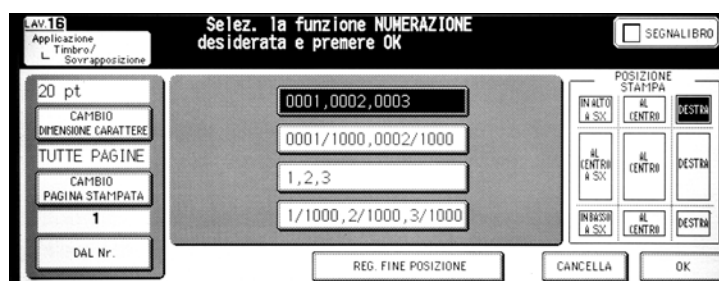 LAV.16
Applicazione
Timbro/
Sovrapposizione
Selez. la funzione NUMERAZIONE
desiderata e premere OK
SEGNALIBRO
20 pt
CAMBIO
DIMENSIONE CARATTERE
TUTTE PAGINE
CAMBIO
PAGINA STAMPATA
1
DAL Nr.
0001,0002,0003
0001/1000,0002/1000
1,2,3
1/1000,2/1000,3/1000
POSIZIONE
STAMPA
IN ALTO
A SX
AL
CENTRO
DESTRA
AL
CENTRO
A SX
AL
CENTRO
DESTRA
IN BASSO
A SX
AL
CENTRO
DESTRA
REG. FINE POSIZIONE
CANCELLA
OK